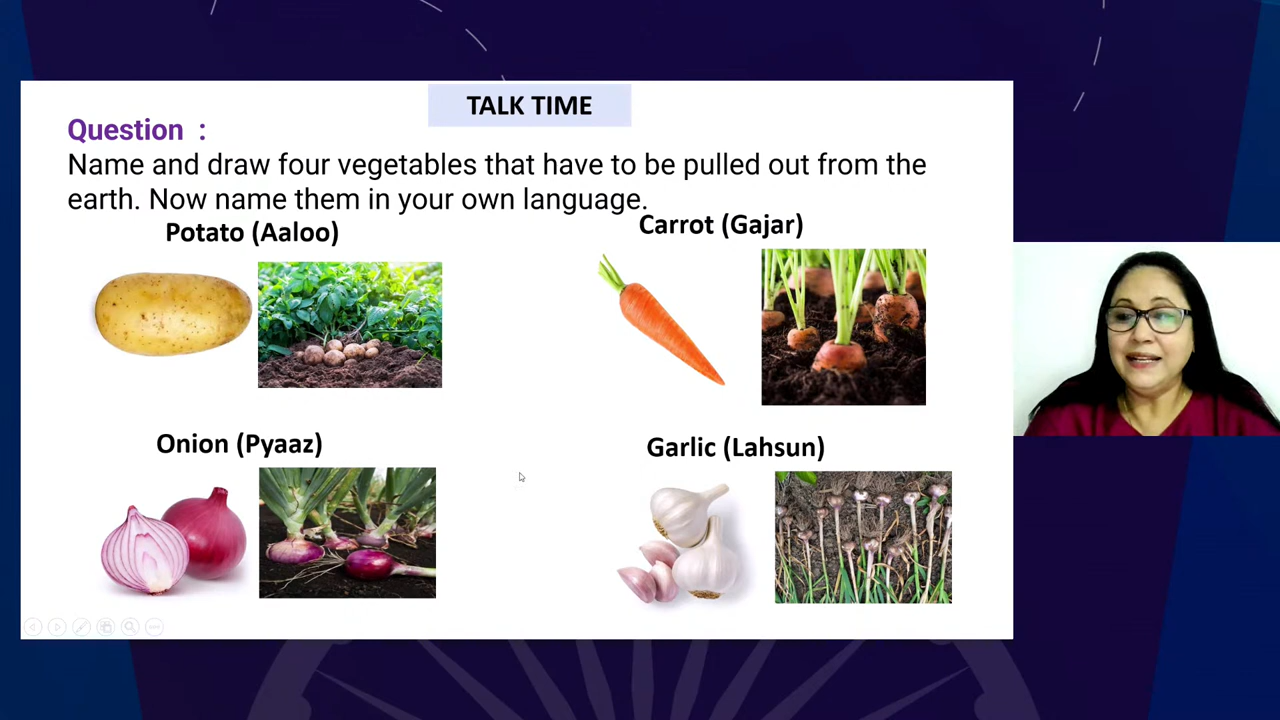 TALK TIME
Question :
Name and draw four vegetables that have to be pulled out from the
earth. Now name them in your own language.
Potato (Aaloo)
Carrot (Gajar)
Onion (Pyaaz)
Garlic (Lahsun)